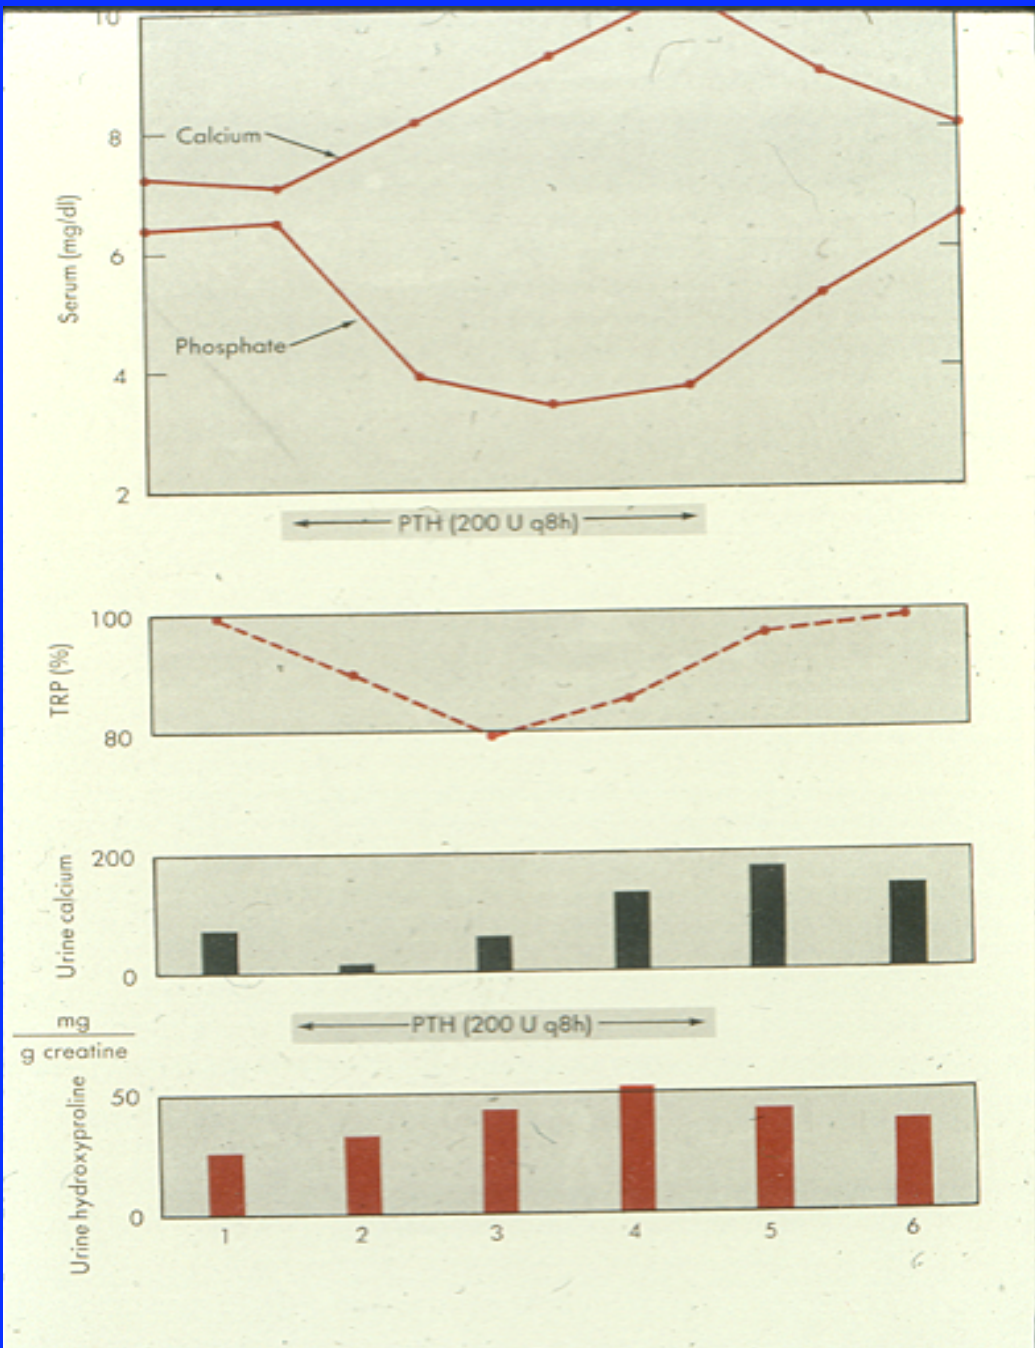 10
8
Calcium
Serum (mg/dl)
6
Phosphate
4
2
PTH (200 U q8h)
100
TRP (%)
80
200
Urine calcium
0
PTH (200 U q8h)
mg
g creatine
50
Urine hydroxyproline
0
1 2 3 4 5 6